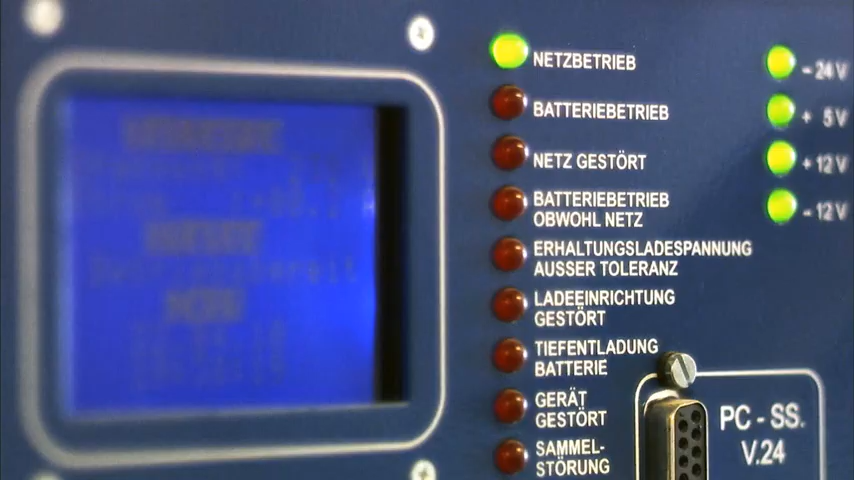 NETZBETRIEB
BATTERIEBETRIEB
NETZ GESTÖRT
BATTERIEBETRIEB
OBWOHL NETZ
ERHALTUNGSLADESPANNUNG
AUSSER TOLERANZ
LADEEINRICHTUNG
GESTÖRT
TIEFENTLADUNG
BATTERIE
GERÄT
GESTÖRT
SAMMEL-
STÖRUNG
- 24 V
+ 5 V
+ 12 V
- 12 V
PC - SS.
V.24